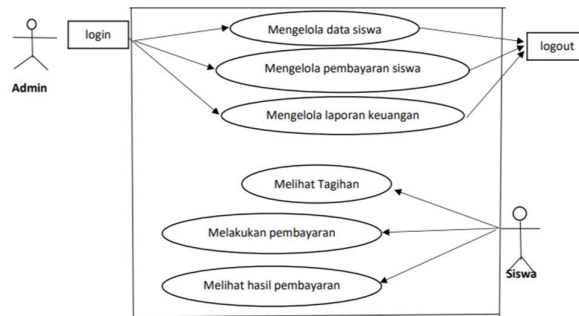 login
Admin
Mengelola data siswa
Mengelola pembayaran siswa
Mengelola laporan keuangan
logout
Melihat Tagihan
Melakukan pembayaran
Melihat hasil pembayaran
Siswa